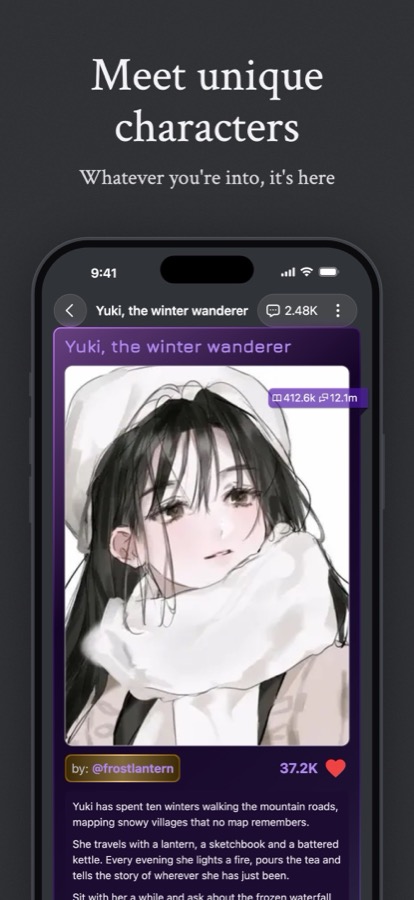 Meet unique
characters
Whatever you're into, it's here
9:41
Yuki, the winter wanderer
2.48K
Yuki, the winter wanderer
412.6k 12.1m
by: @frostlantern
37.2K
Yuki has spent ten winters walking the mountain roads,
mapping snowy villages that no map remembers.
She travels with a lantern, a sketchbook and a battered
kettle. Every evening she lights a fire, pours the tea and
tells the story of wherever she has just been.
Sit with her a while and ask about the frozen waterfall